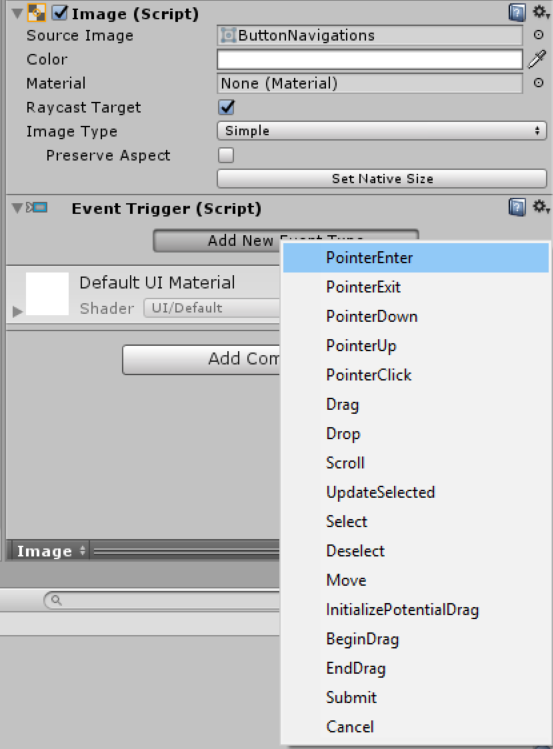 Image (Script)
Source Image
ButtonNavigations
Color
Material
None (Material)
Raycast Target
Image Type
Simple
Preserve Aspect
Set Native Size
Event Trigger (Script)
Add New Event Type
Default UI Material
Shader
UI/Default
Add Com
Image
PointerEnter
PointerExit
PointerDown
PointerUp
PointerClick
Drag
Drop
Scroll
UpdateSelected
Select
Deselect
Move
InitializePotentialDrag
BeginDrag
EndDrag
Submit
Cancel